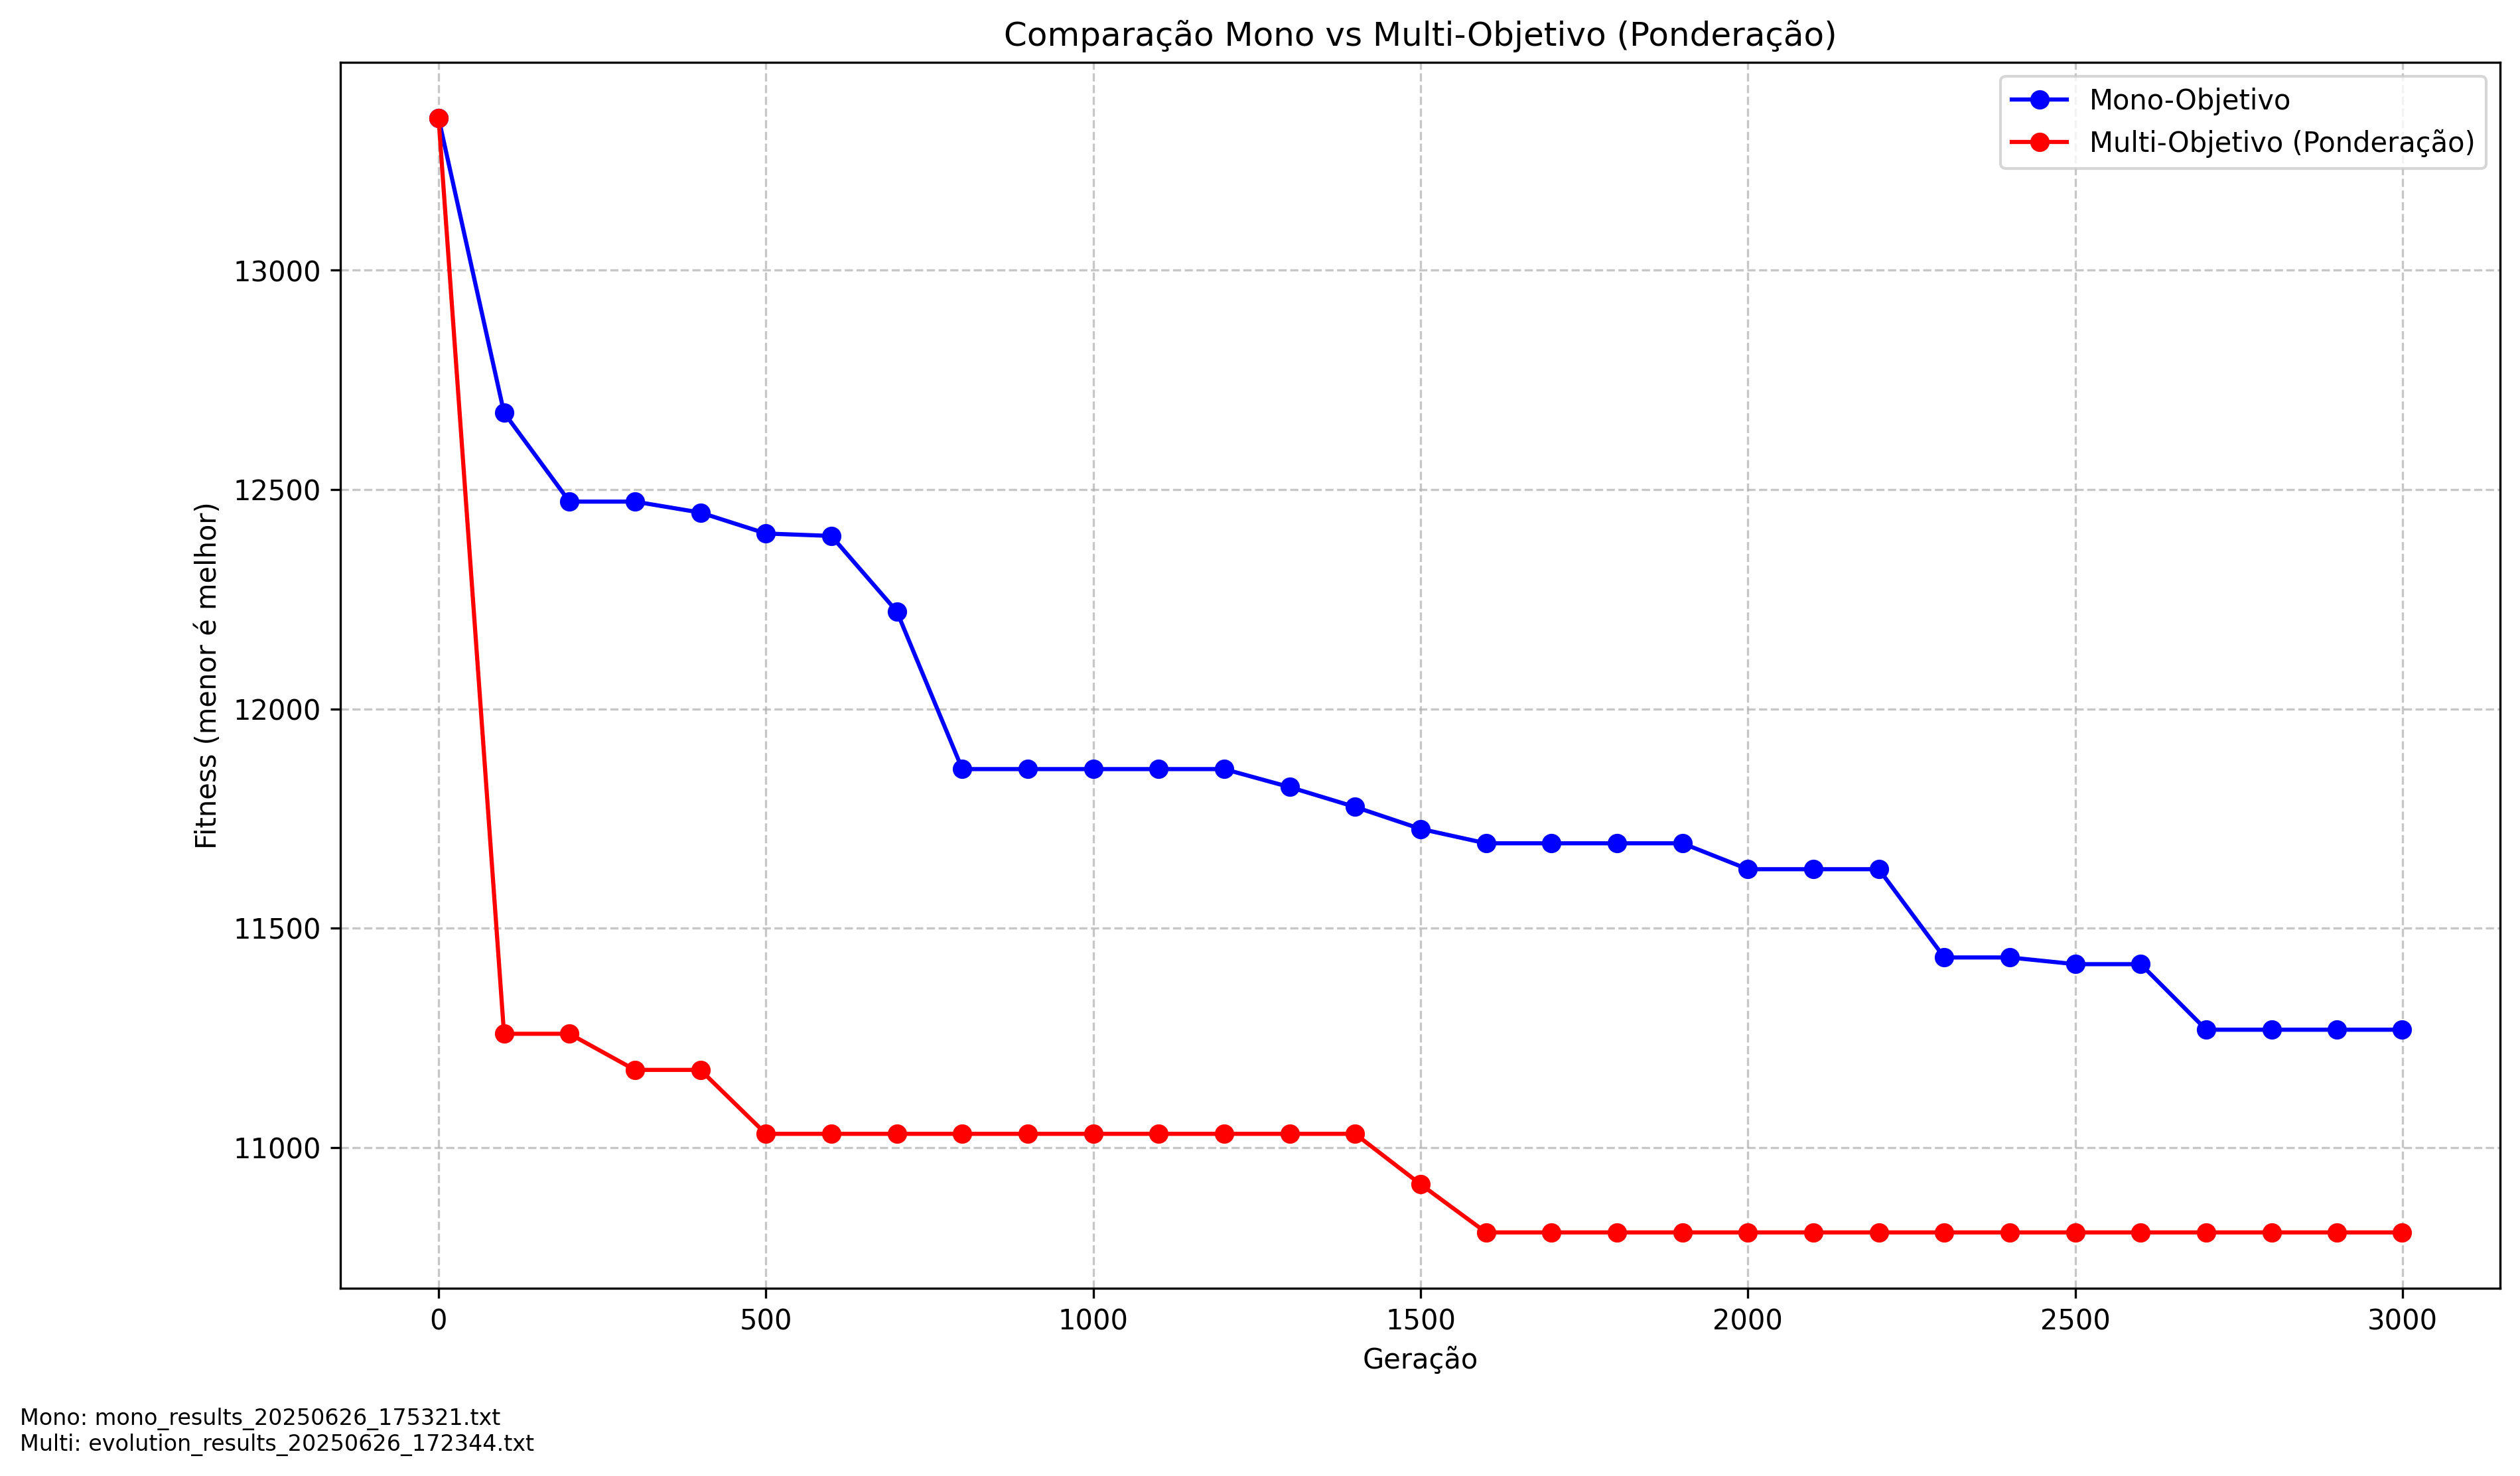 Comparação Mono vs Multi-Objetivo (Ponderação)
Mono-Objetivo
Multi-Objetivo (Ponderação)
Fitness (menor é melhor)
13000
12500
12000
11500
11000
0 500 1000 1500 2000 2500 3000
Geração
Mono: mono_results_20250626_175321.txt
Multi: evolution_results_20250626_172344.txt